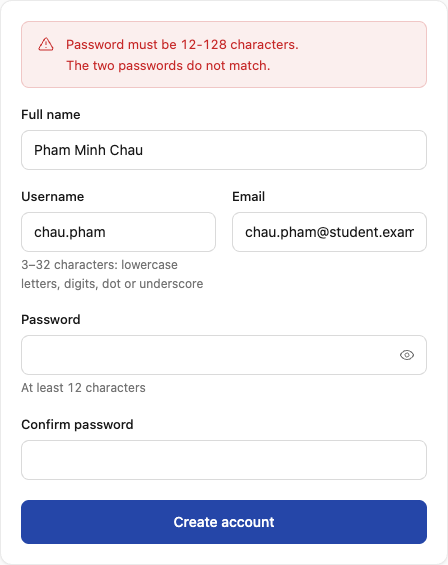 Password must be 12-128 characters.
The two passwords do not match.
Full name
Pham Minh Chau
Username
Email
chau.pham
chau.pham@student.exam
3–32 characters: lowercase
letters, digits, dot or underscore
Password
At least 12 characters
Confirm password
Create account